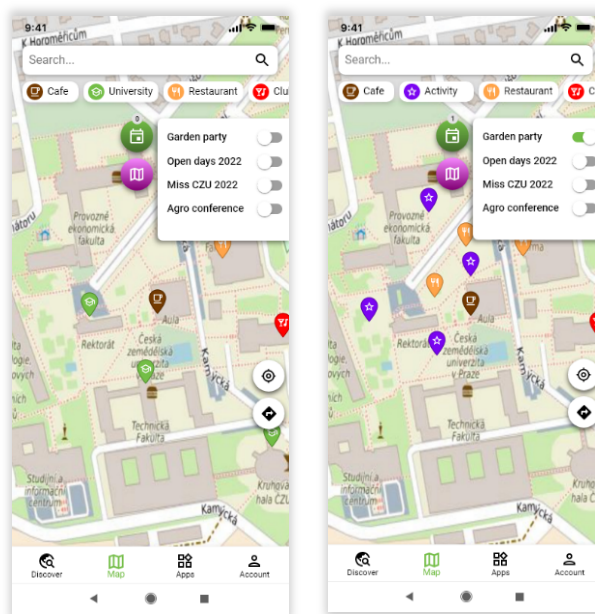 9:41
K Horoměřicům
Search...
Cafe
University
Restaurant
Clu
0
Garden party
Open days 2022
Miss CZU 2022
Agro conference
Provozně
ekonomická
fakulta
Aula
Rektorát
Česká
zemědělská
univerzita
v Praze
Kamýcká
Technická
Fakulta
Studijní a
informační
centrum
Kruhová
hala ČZU
Kamýcká
Discover
Map
Apps
Account
9:41
K Horoměřicům
Search...
Cafe
Activity
Restaurant
C
1
Garden party
Open days 2022
Miss CZU 2022
Agro conference
Provozně
ekonomická
fakulta
Aula
Rektorát
Česká
zemědělská
univerzita
v Praze
Kamýcká
Technická
Fakulta
Studijní a
informační
centrum
Kruh
hala Č
Kamýcká
Discover
Map
Apps
Account